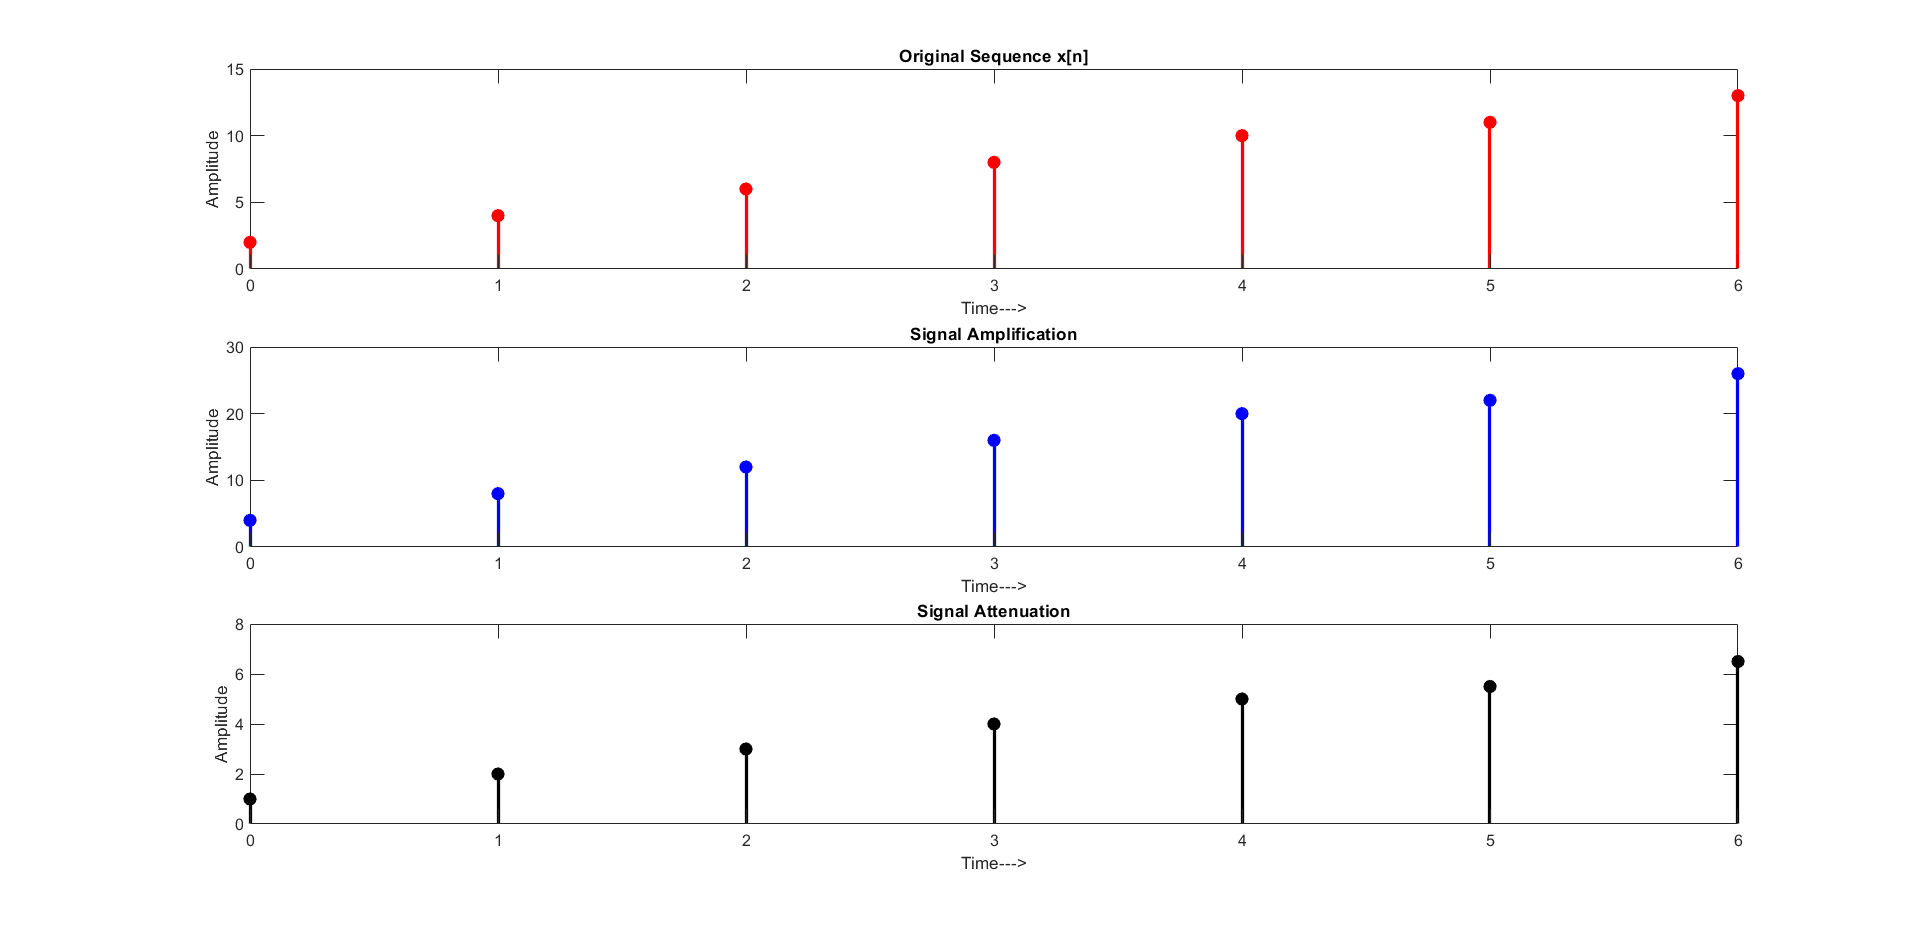 Original Sequence x[n]
15
10
5
0
Amplitude
0 1 2 3 4 5 6
Time--->
Signal Amplification
30
20
10
0
Amplitude
0 1 2 3 4 5 6
Time--->
Signal Attenuation
8
6
4
2
0
Amplitude
0 1 2 3 4 5 6
Time--->